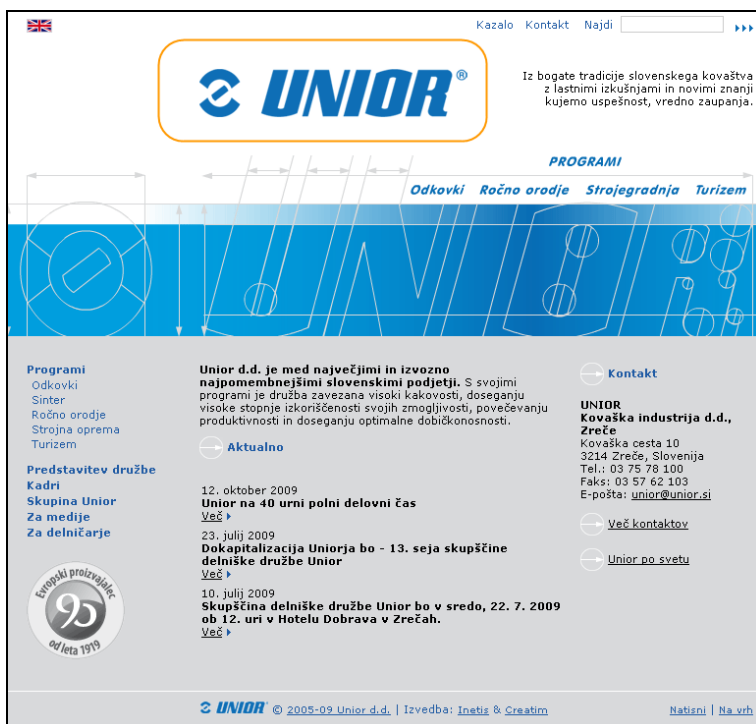 Kazalo Kontakt Najdi
UNIOR®
Iz bogate tradicije slovenskega kovaštva
z lastnimi izkušnjami in novimi znanji
kujemo uspešnost, vredno zaupanja.
PROGRAMI
Odkovki Ročno orodje Strojegradnja Turizem
Programi
Odkovki
Sinter
Ročno orodje
Strojna oprema
Turizem
Predstavitev družbe
Kadri
Skupina Unior
Za medije
Za delničarje
Evropski proizvajalec
90
od leta 1919
Unior d.d. je med največjimi in izvozno
najpomembnejšimi slovenskimi podjetji. S svojimi
programi je družba zavezana visoki kakovosti, doseganju
visoke stopnje izkoriščenosti svojih zmogljivosti, povečevanju
produktivnosti in doseganju optimalne dobičkonosnosti.
Aktualno
12. oktober 2009
Unior na 40 urni polni delovni čas
Več
23. julij 2009
Dokapitalizacija Uniorja bo - 13. seja skupščine
delniške družbe Unior
Več
10. julij 2009
Skupščina delniške družbe Unior bo v sredo, 22. 7. 2009
ob 12. uri v Hotelu Dobrava v Zrečah.
Več
Kontakt
UNIOR
Kovaška industrija d.d.,
Zreče
Kovaška cesta 10
3214 Zreče, Slovenija
Tel.: 03 75 78 100
Faks: 03 57 62 103
E-pošta: unior@unior.si
Več kontaktov
Unior po svetu
UNIOR® © 2005-09 Unior d.d. | Izvedba: Inetis & Creatim
Natisni | Na vrh